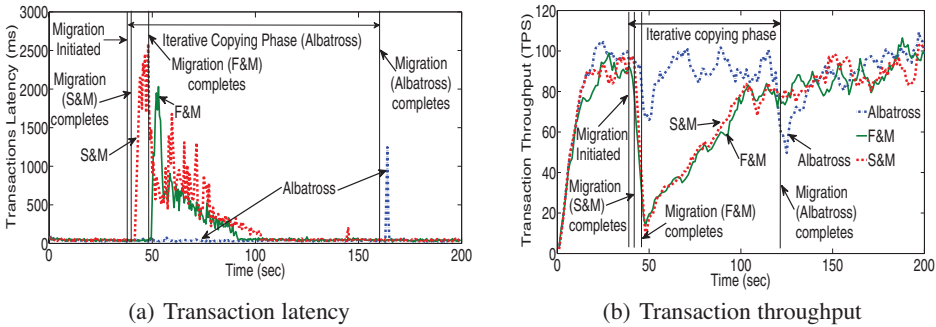 3000
2500
2000
1500
1000
500
0
0
50
100
150
200
Transactions Latency (ms)
Time (sec)
Migration
Initiated
Iterative Copying Phase (Albatross)
Migration
(S&M)
completes
Migration (F&M)
completes
Migration
(Albatross)
completes
F&M
S&M
Albatross
(a) Transaction latency
120
100
80
60
40
20
0
0
50
100
150
200
Transaction Throughput (TPS)
Time (sec)
Iterative copying phase
Migration
Initiated
S&M
F&M
Albatross
Albatross
F&M
S&M
Migration
(S&M)
completes
Migration (F&M)
completes
Migration
(Albatross)
completes
(b) Transaction throughput